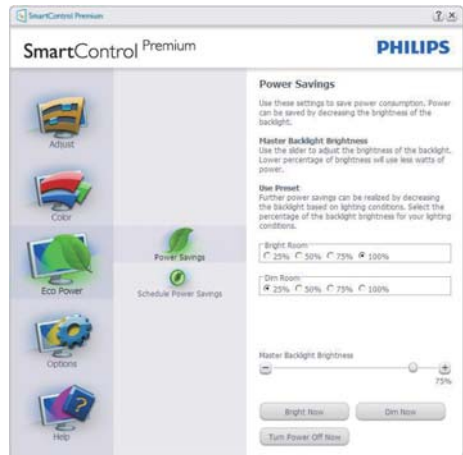 SmartControl Premium
? X
SmartControl Premium
PHILIPS
Adjust
Color
Eco Power
Options
Help
Power Savings
Schedule Power Savings
Power Savings
Use these settings to save power consumption. Power
can be saved by decreasing the brightness of the
backlight.
Master Backlight Brightness
Use the slider to adjust the brightness of the backlight.
Lower percentage of brightness will use less watts of
power.
Use Preset
Further power savings can be realized by decreasing
the backlight based on lighting conditions. Select the
percentage of the backlight brightness for your lighting
conditions.
Bright Room
25% 50% 75% 100%
Dim Room
25% 50% 75% 100%
Master Backlight Brightness
75%
Bright Now Dim Now
Turn Power Off Now